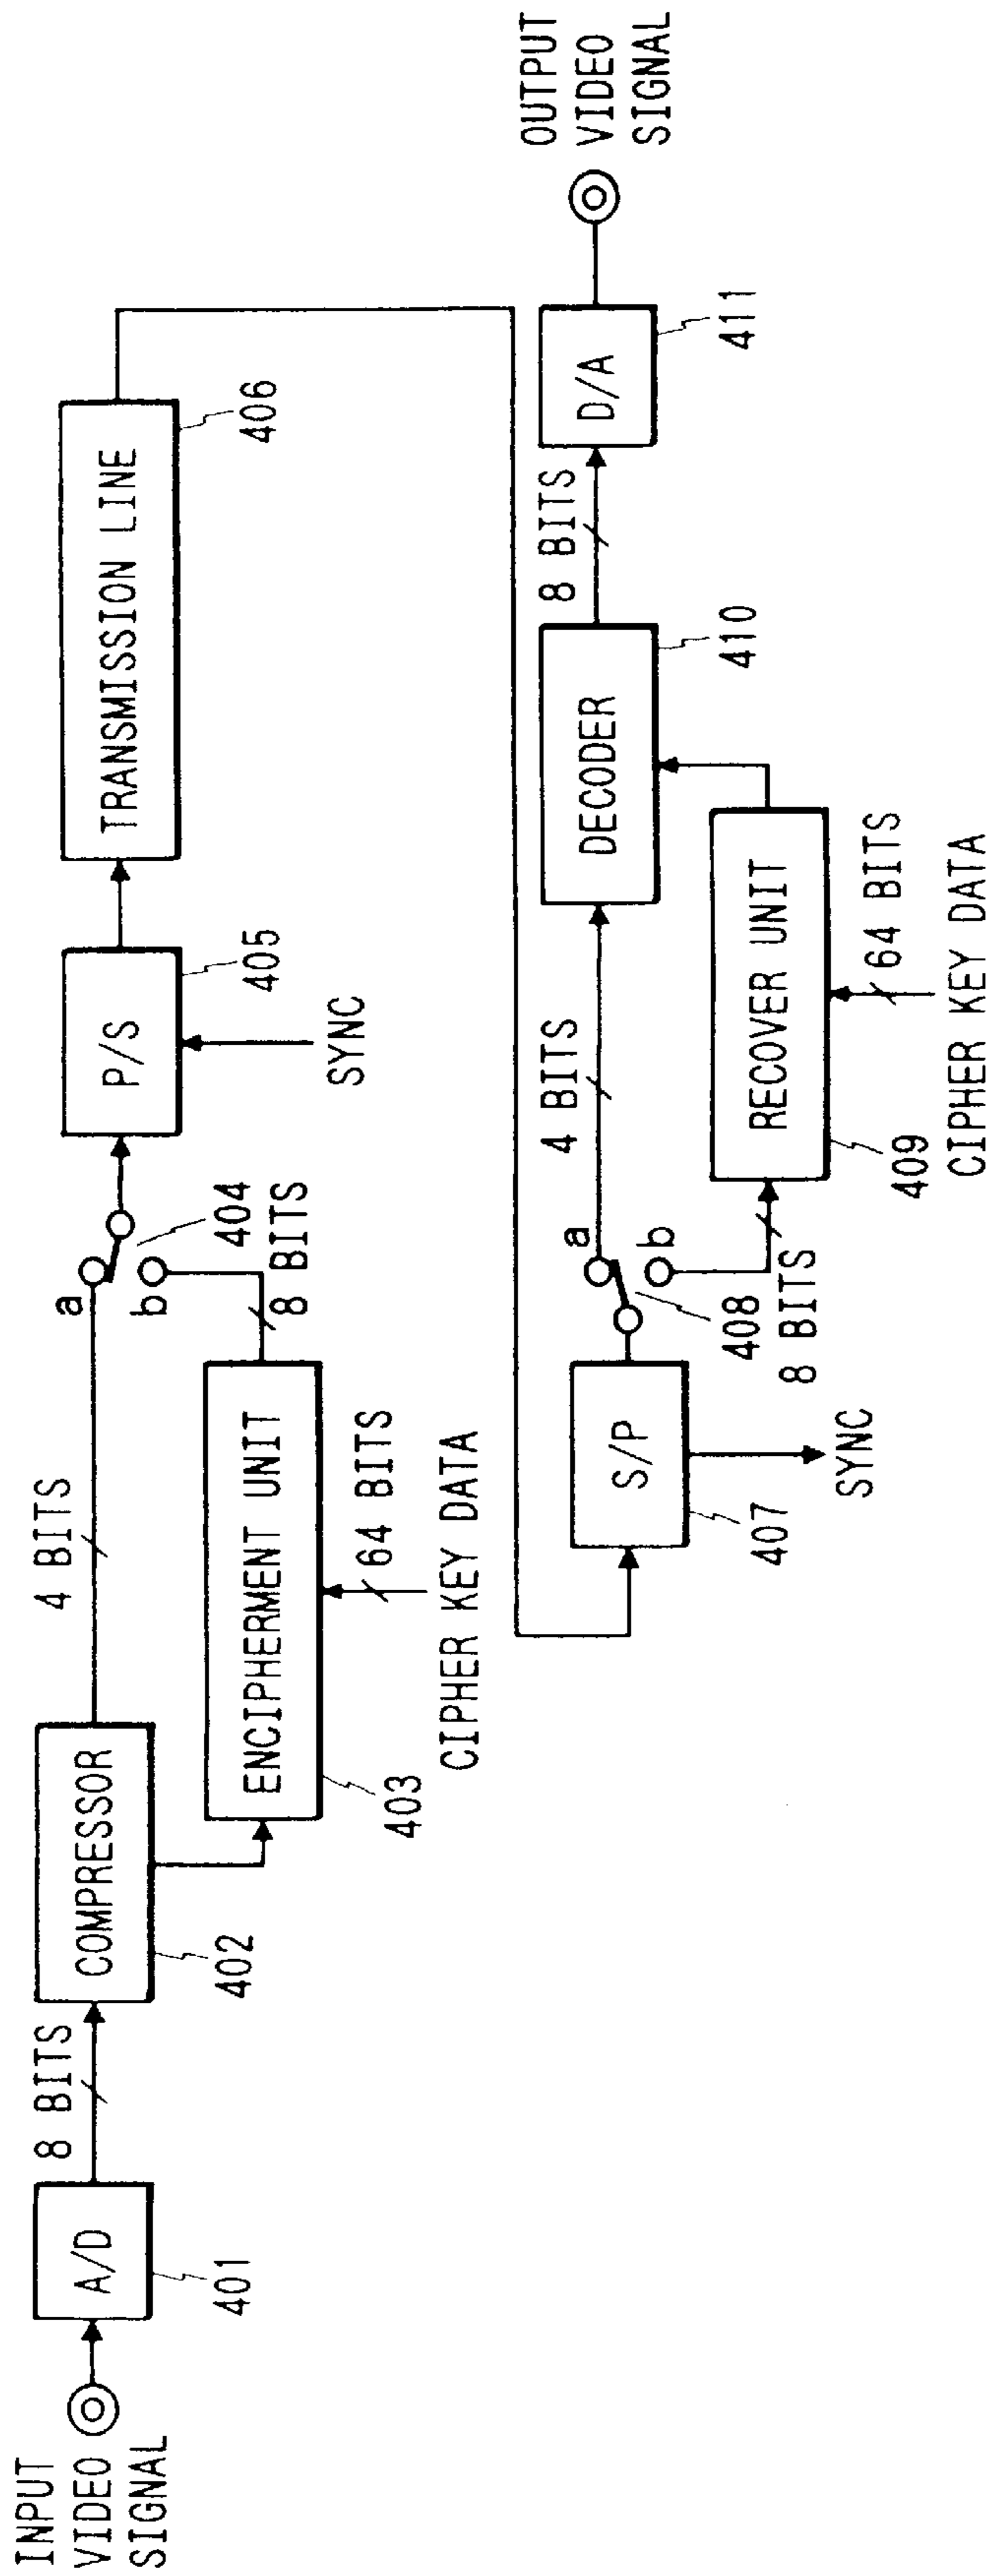 INPUT
VIDEO
SIGNAL
A/D
401
8 BITS
COMPRESSOR
402
4 BITS
ENCIPHERMENT UNIT
403
64 BITS
CIPHER KEY DATA
8 BITS
a
b
404
P/S
405
SYNC
TRANSMISSION LINE
406
S/P
407
SYNC
a
b
408
4 BITS
8 BITS
RECOVER UNIT
409
64 BITS
CIPHER KEY DATA
DECODER
410
8 BITS
D/A
411
OUTPUT
VIDEO
SIGNAL